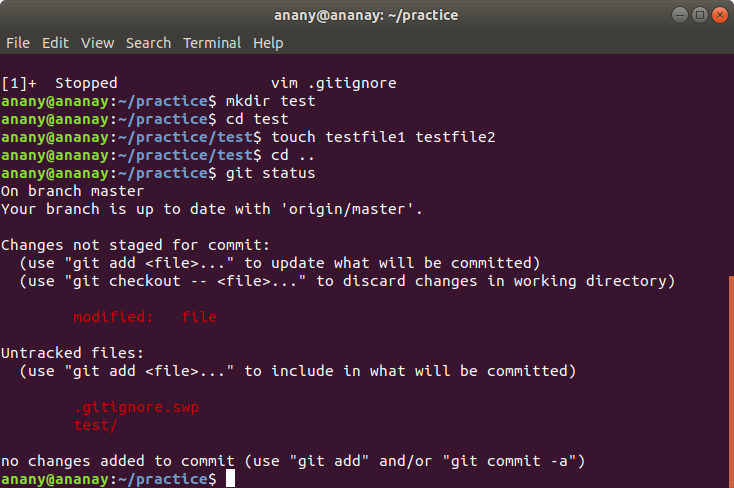 anany@ananay: ~/practice
File Edit View Search Terminal Help
[1]+  Stopped                 vim .gitignore
anany@ananay:~/practice$ mkdir test
anany@ananay:~/practice$ cd test
anany@ananay:~/practice/test$ touch testfile1 testfile2
anany@ananay:~/practice/test$ cd ..
anany@ananay:~/practice$ git status
On branch master
Your branch is up to date with 'origin/master'.
Changes not staged for commit:
  (use "git add <file>..." to update what will be committed)
  (use "git checkout -- <file>..." to discard changes in working directory)
        modified:   file
Untracked files:
  (use "git add <file>..." to include in what will be committed)
        .gitignore.swp
        test/
no changes added to commit (use "git add" and/or "git commit -a")
anany@ananay:~/practice$